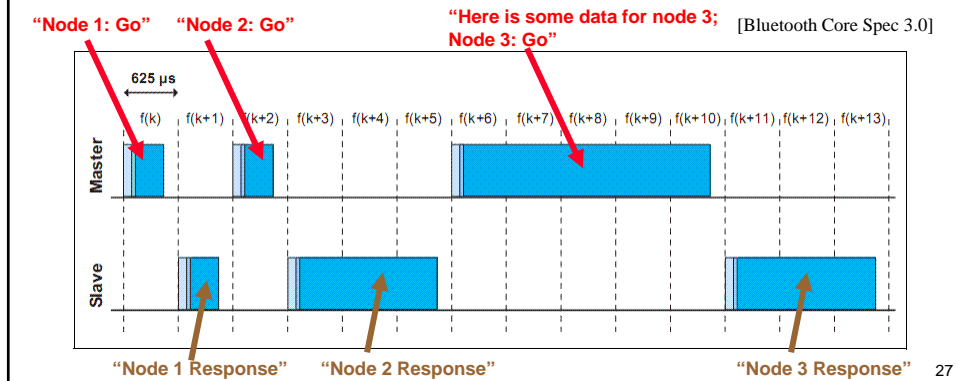 “Node 1: Go” “Node 2: Go” “Here is some data for node 3;
Node 3: Go” [Bluetooth Core Spec 3.0]
625 µs
f(k) f(k+1) f(k+2) f(k+3) f(k+4) f(k+5) f(k+6) f(k+7) f(k+8) f(k+9) f(k+10) f(k+11) f(k+12) f(k+13)
Master
Slave
“Node 1 Response” “Node 2 Response” “Node 3 Response” 27